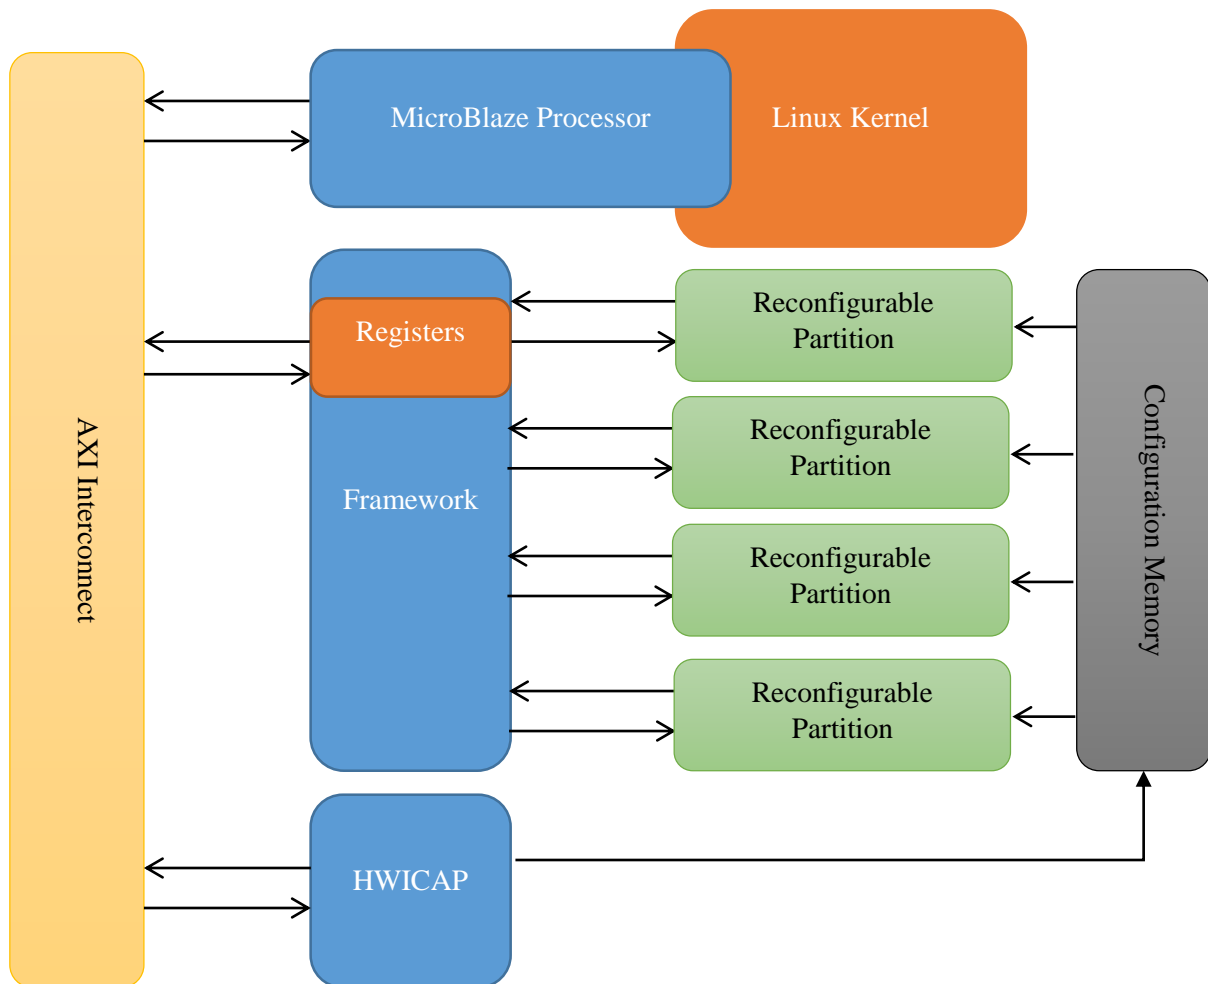 MicroBlaze Processor
Linux Kernel
AXI Interconnect
Registers
Framework
Reconfigurable
Partition
Reconfigurable
Partition
Reconfigurable
Partition
Reconfigurable
Partition
Configuration Memory
HWICAP